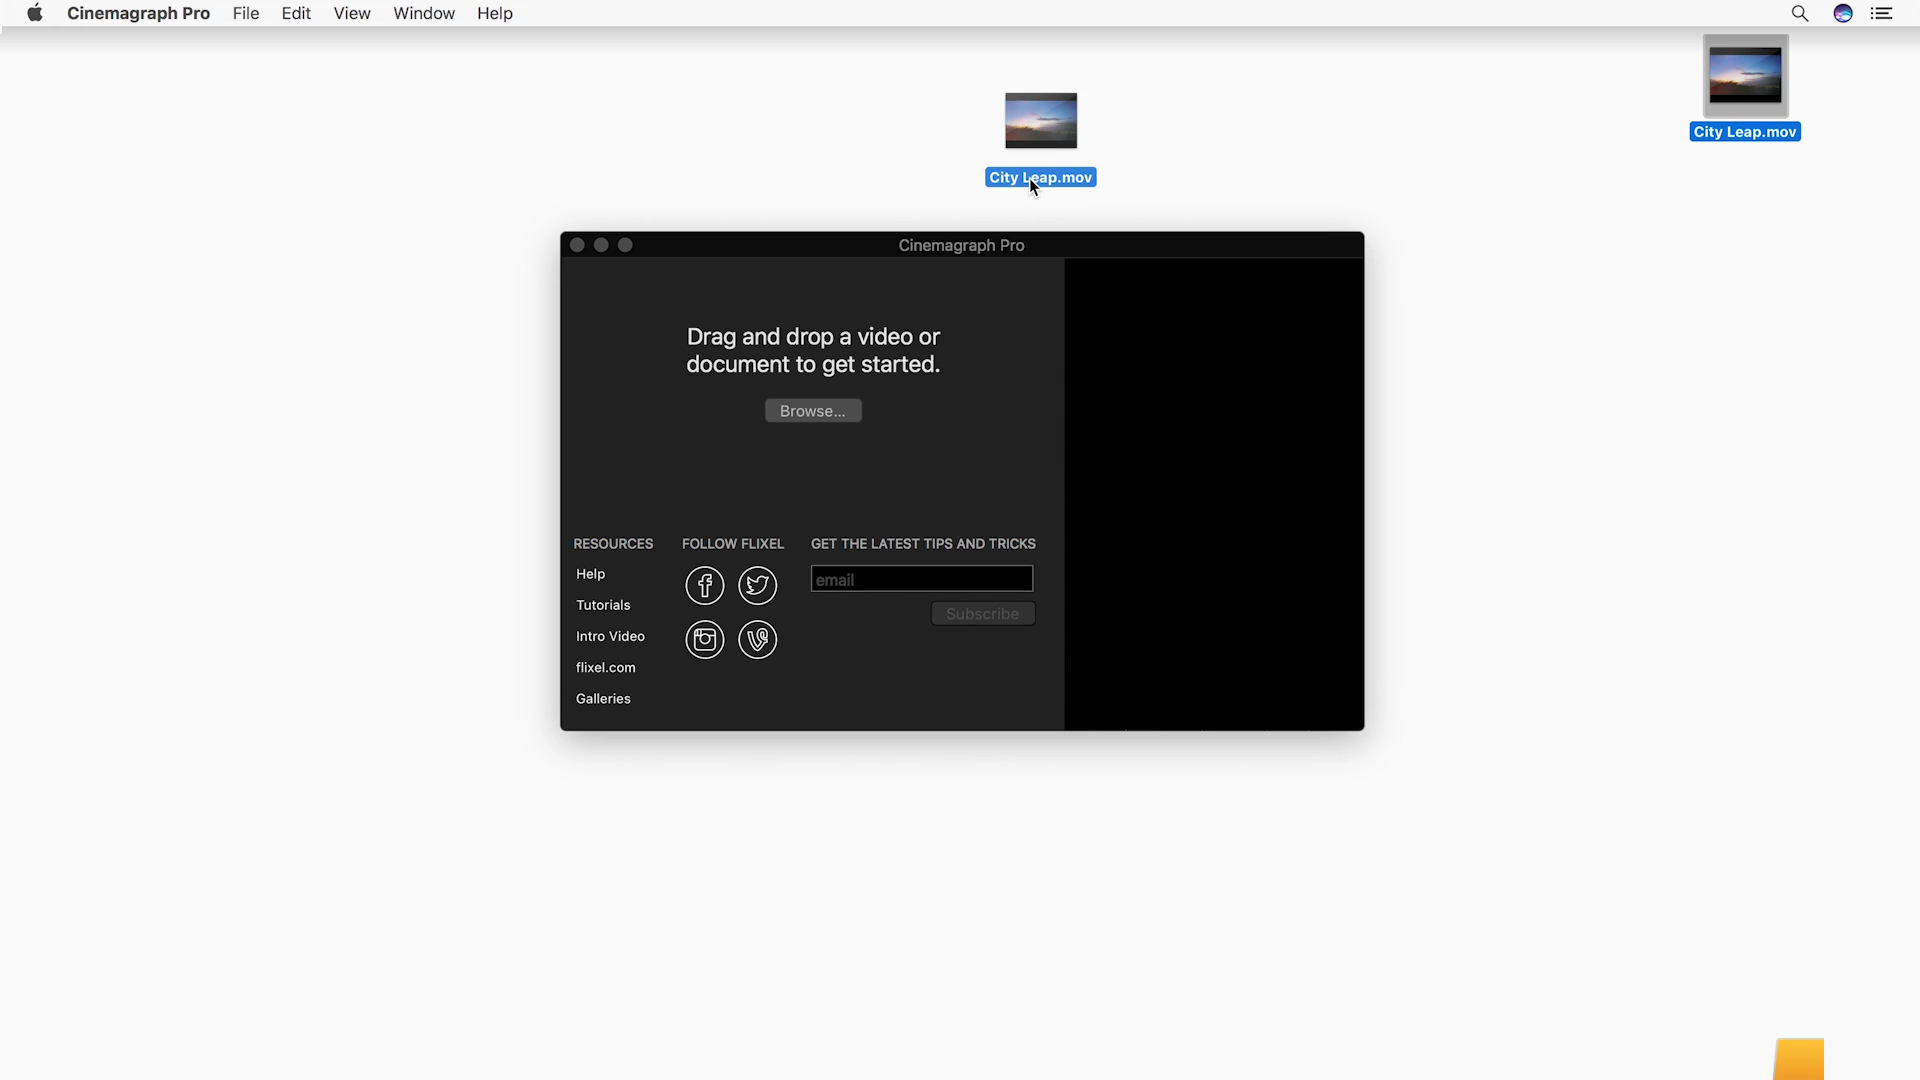 Cinemagraph Pro File Edit View Window Help
City Leap.mov
City Leap.mov
Cinemagraph Pro
Drag and drop a video or
document to get started.
Browse...
RESOURCES
Help
Tutorials
Intro Video
flixel.com
Galleries
FOLLOW FLIXEL
GET THE LATEST TIPS AND TRICKS
email
Subscribe